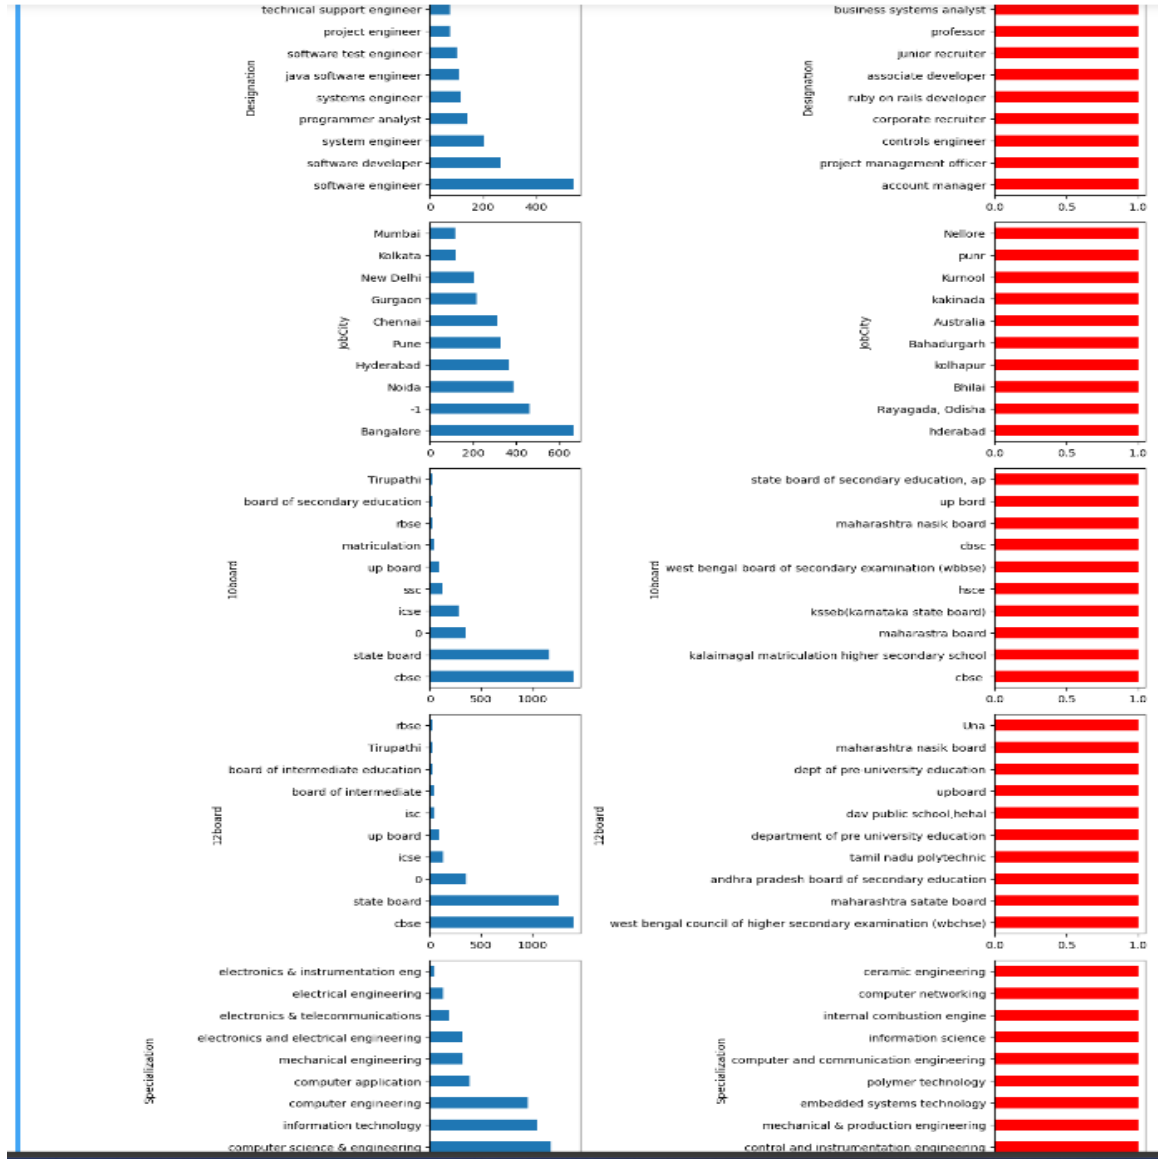 technical support engineer
project engineer
software test engineer
java software engineer
systems engineer
programmer analyst
system engineer
software developer
software engineer
Designation
0 200 400
business systems analyst
professor
junior recruiter
associate developer
ruby on rails developer
corporate recruiter
controls engineer
project management officer
account manager
Designation
0.0 0.5 1.0
Mumbai
Kolkata
New Delhi
Gurgaon
Chennai
Pune
Hyderabad
Noida
-1
Bangalore
JobCity
0 200 400 600
Nellore
punr
Kurnool
kakinada
Australia
Bahadurgarh
kolhapur
Bhilai
Rayagada, Odisha
hderabad
JobCity
0.0 0.5 1.0
Tirupathi
board of secondary education
rbse
matriculation
up board
ssc
icse
0
state board
cbse
10board
0 500 1000
state board of secondary education, ap
up bord
maharashtra nasik board
cbsc
west bengal board of secondary examination (wbbse)
hsce
ksseb(karnataka state board)
maharastra board
kalaimagal matriculation higher secondary school
cbse
10board
0.0 0.5 1.0
rbse
Tirupathi
board of intermediate education
board of intermediate
isc
up board
icse
0
state board
cbse
12board
0 500 1000
Una
maharashtra nasik board
dept of pre-university education
upboard
dav public school,hehal
department of pre university education
tamil nadu polytechnic
andhra pradesh board of secondary education
maharashtra satate board
west bengal council of higher secondary examination (wbchse)
12board
0.0 0.5 1.0
electronics & instrumentation eng
electrical engineering
electronics & telecommunications
electronics and electrical engineering
mechanical engineering
computer application
computer engineering
information technology
computer science & engineering
Specialization
ceramic engineering
computer networking
internal combustion engine
information science
computer and communication engineering
polymer technology
embedded systems technology
mechanical & production engineering
control and instrumentation engineering
Specialization